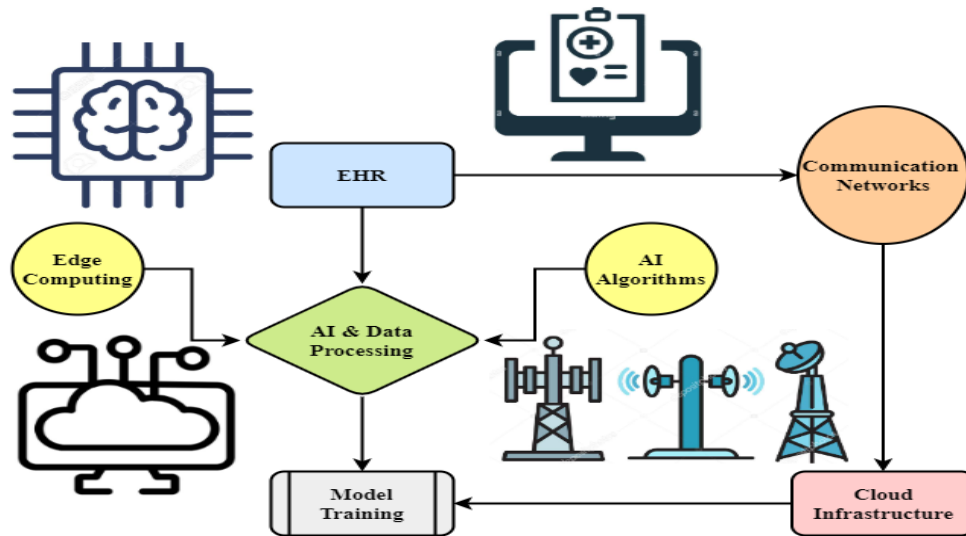 EHR
Communication
Networks
Edge
Computing
AI
Algorithms
AI & Data
Processing
Model
Training
Cloud
Infrastructure